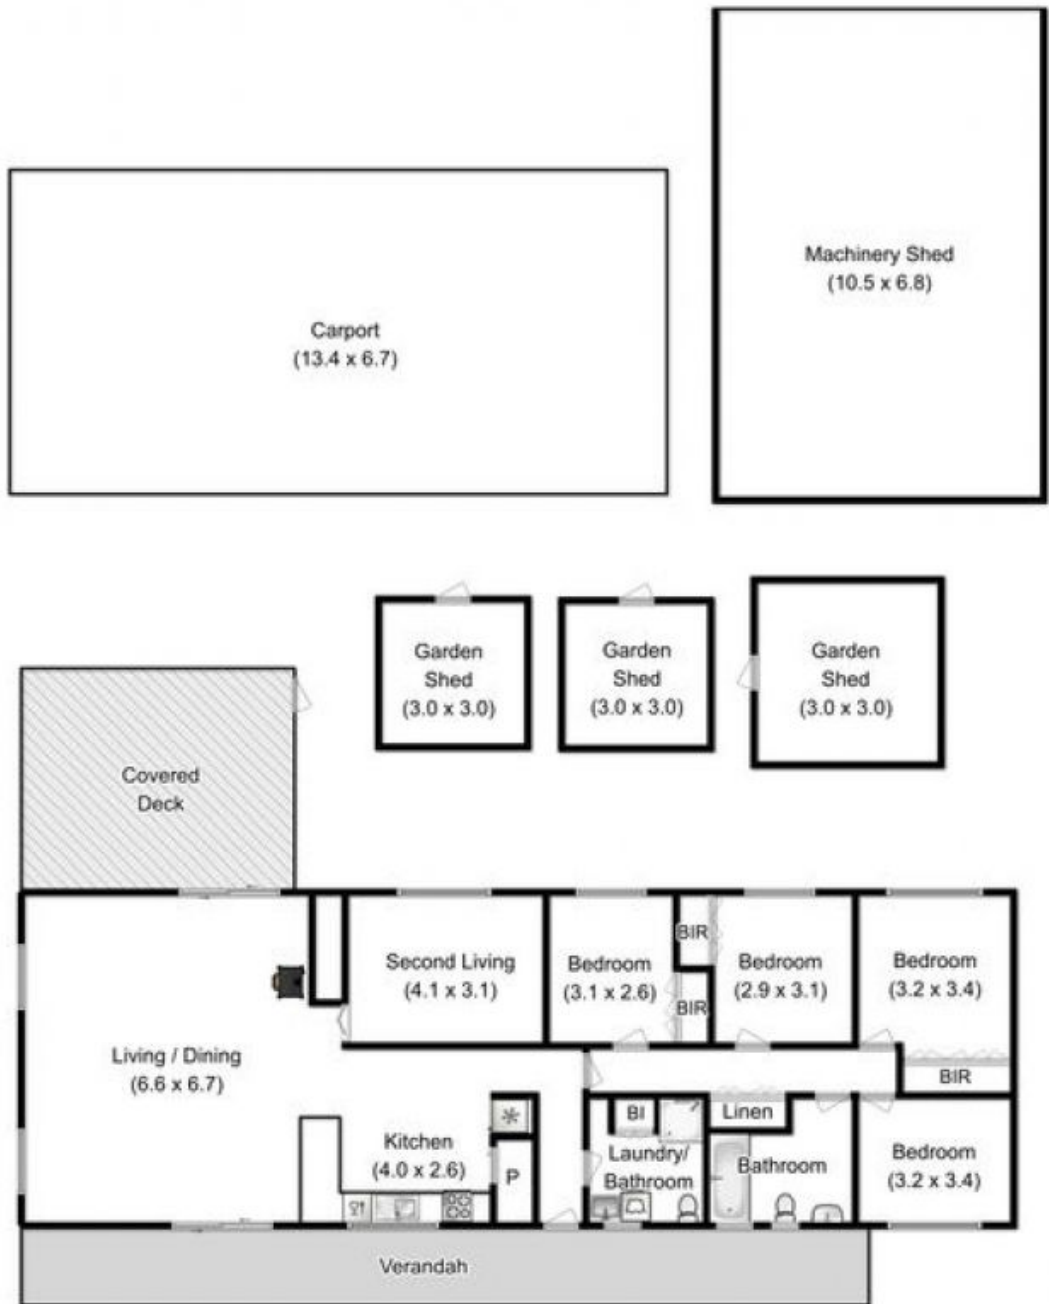 Machinery Shed
(10.5 x 6.8)
Carport
(13.4 x 6.7)
Garden
Shed
(3.0 x 3.0)
Garden
Shed
(3.0 x 3.0)
Garden
Shed
(3.0 x 3.0)
Covered
Deck
Second Living
(4.1 x 3.1)
Bedroom
(3.1 x 2.6)
BIR
BIR
Bedroom
(2.9 x 3.1)
Bedroom
(3.2 x 3.4)
BIR
Living / Dining
(6.6 x 6.7)
Kitchen
(4.0 x 2.6)
P
BI
Laundry/
Bathroom
Linen
Bathroom
Bedroom
(3.2 x 3.4)
Verandah